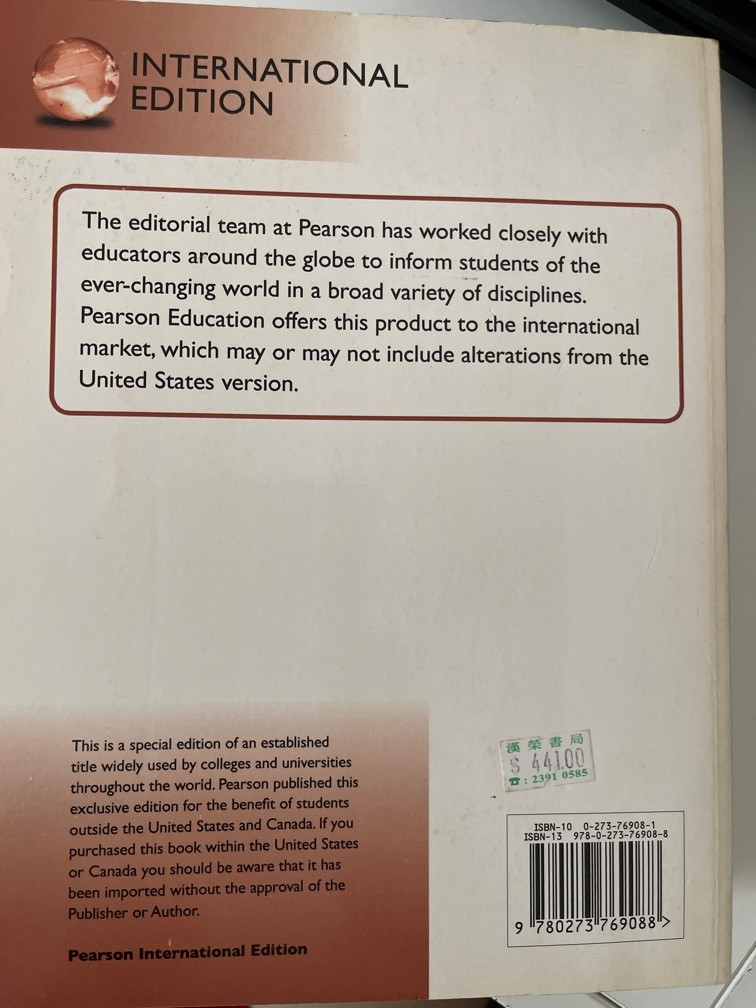 INTERNATIONAL
EDITION
The editorial team at Pearson has worked closely with
educators around the globe to inform students of the
ever-changing world in a broad variety of disciplines.
Pearson Education offers this product to the international
market, which may or may not include alterations from the
United States version.
This is a special edition of an established
title widely used by colleges and universities
throughout the world. Pearson published this
exclusive edition for the benefit of students
outside the United States and Canada. If you
purchased this book within the United States
or Canada you should be aware that it has
been imported without the approval of the
Publisher or Author.
Pearson International Edition
漢榮書局
$ 441.00
☎: 2391 0585
ISBN-10 0-273-76908-1
ISBN-13 978-0-273-76908-8
9 780273 769088 >